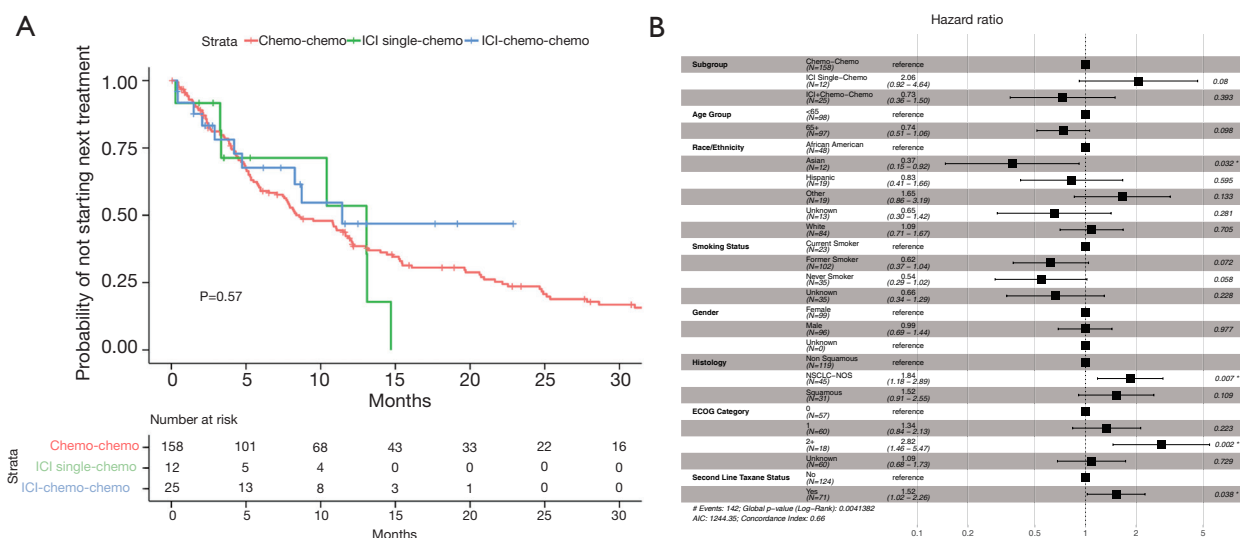 A
Strata Chemo-chemo ICI single-chemo ICI-chemo-chemo
Probability of not starting next treatment
1.00
0.75
0.50
0.25
0.00
P=0.57
0 5 10 15 20 25 30
Months
Number at risk
Strata
Chemo-chemo 158 101 68 43 33 22 16
ICI single-chemo 12 5 4 0 0 0 0
ICI-chemo-chemo 25 13 8 3 1 0 0
0 5 10 15 20 25 30
Months
B
Hazard ratio
Subgroup Chemo-Chemo reference
(N=158)
ICI Single-Chemo 2.06 0.08
(N=12) (0.92 - 4.64)
ICI+Chemo-Chemo 0.73 0.393
(N=25) (0.36 - 1.50)
Age Group <65 reference
(N=98)
65+ 0.74 0.098
(N=97) (0.51 - 1.06)
Race/Ethnicity African American reference
(N=48)
Asian 0.37 0.032 *
(N=12) (0.15 - 0.92)
Hispanic 0.83 0.595
(N=19) (0.41 - 1.66)
Other 1.65 0.133
(N=19) (0.86 - 3.19)
Unknown 0.65 0.281
(N=13) (0.30 - 1.42)
White 1.09 0.705
(N=84) (0.71 - 1.67)
Smoking Status Current Smoker reference
(N=23)
Former Smoker 0.62 0.072
(N=102) (0.37 - 1.04)
Never Smoker 0.54 0.058
(N=35) (0.29 - 1.02)
Unknown 0.66 0.228
(N=35) (0.34 - 1.29)
Gender Female reference
(N=99)
Male 0.99 0.977
(N=96) (0.69 - 1.44)
Unknown reference
(N=0)
Histology Non Squamous reference
(N=119)
NSCLC-NOS 1.84 0.007 *
(N=45) (1.18 - 2.89)
Squamous 1.52 0.109
(N=31) (0.91 - 2.55)
ECOG Category 0 reference
(N=57)
1 1.34 0.223
(N=60) (0.84 - 2.13)
2+ 2.82 0.002 *
(N=18) (1.46 - 5.47)
Unknown 1.09 0.729
(N=60) (0.68 - 1.73)
Second Line Taxane Status No reference
(N=124)
Yes 1.52 0.038 *
(N=71) (1.02 - 2.26)
# Events: 142; Global p-value (Log-Rank): 0.0041382
AIC: 1244.35; Concordance Index: 0.66
0.1 0.2 0.5 1 2 5